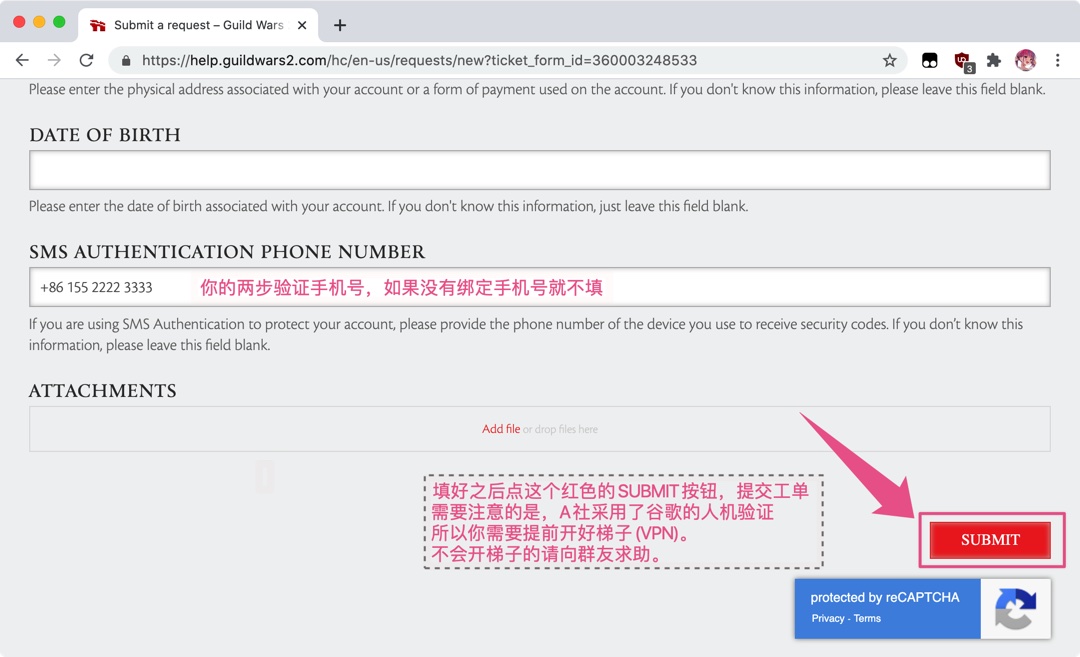 Submit a request – Guild Wars
https://help.guildwars2.com/hc/en-us/requests/new?ticket_form_id=360003248533
3
Please enter the physical address associated with your account or a form of payment used on the account. If you don't know this information, please leave this field blank.
DATE OF BIRTH
Please enter the date of birth associated with your account. If you don't know this information, just leave this field blank.
SMS AUTHENTICATION PHONE NUMBER
+86 155 2222 3333 你的两步验证手机号，如果没有绑定手机号就不填
If you are using SMS Authentication to protect your account, please provide the phone number of the device you use to receive security codes. If you don't know this
information, please leave this field blank.
ATTACHMENTS
Add file or drop files here
填好之后点这个红色的SUBMIT按钮，提交工单
需要注意的是，A社采用了谷歌的人机验证
所以你需要提前开好梯子(VPN)。
不会开梯子的请向群友求助。
SUBMIT
protected by reCAPTCHA
Privacy - Terms